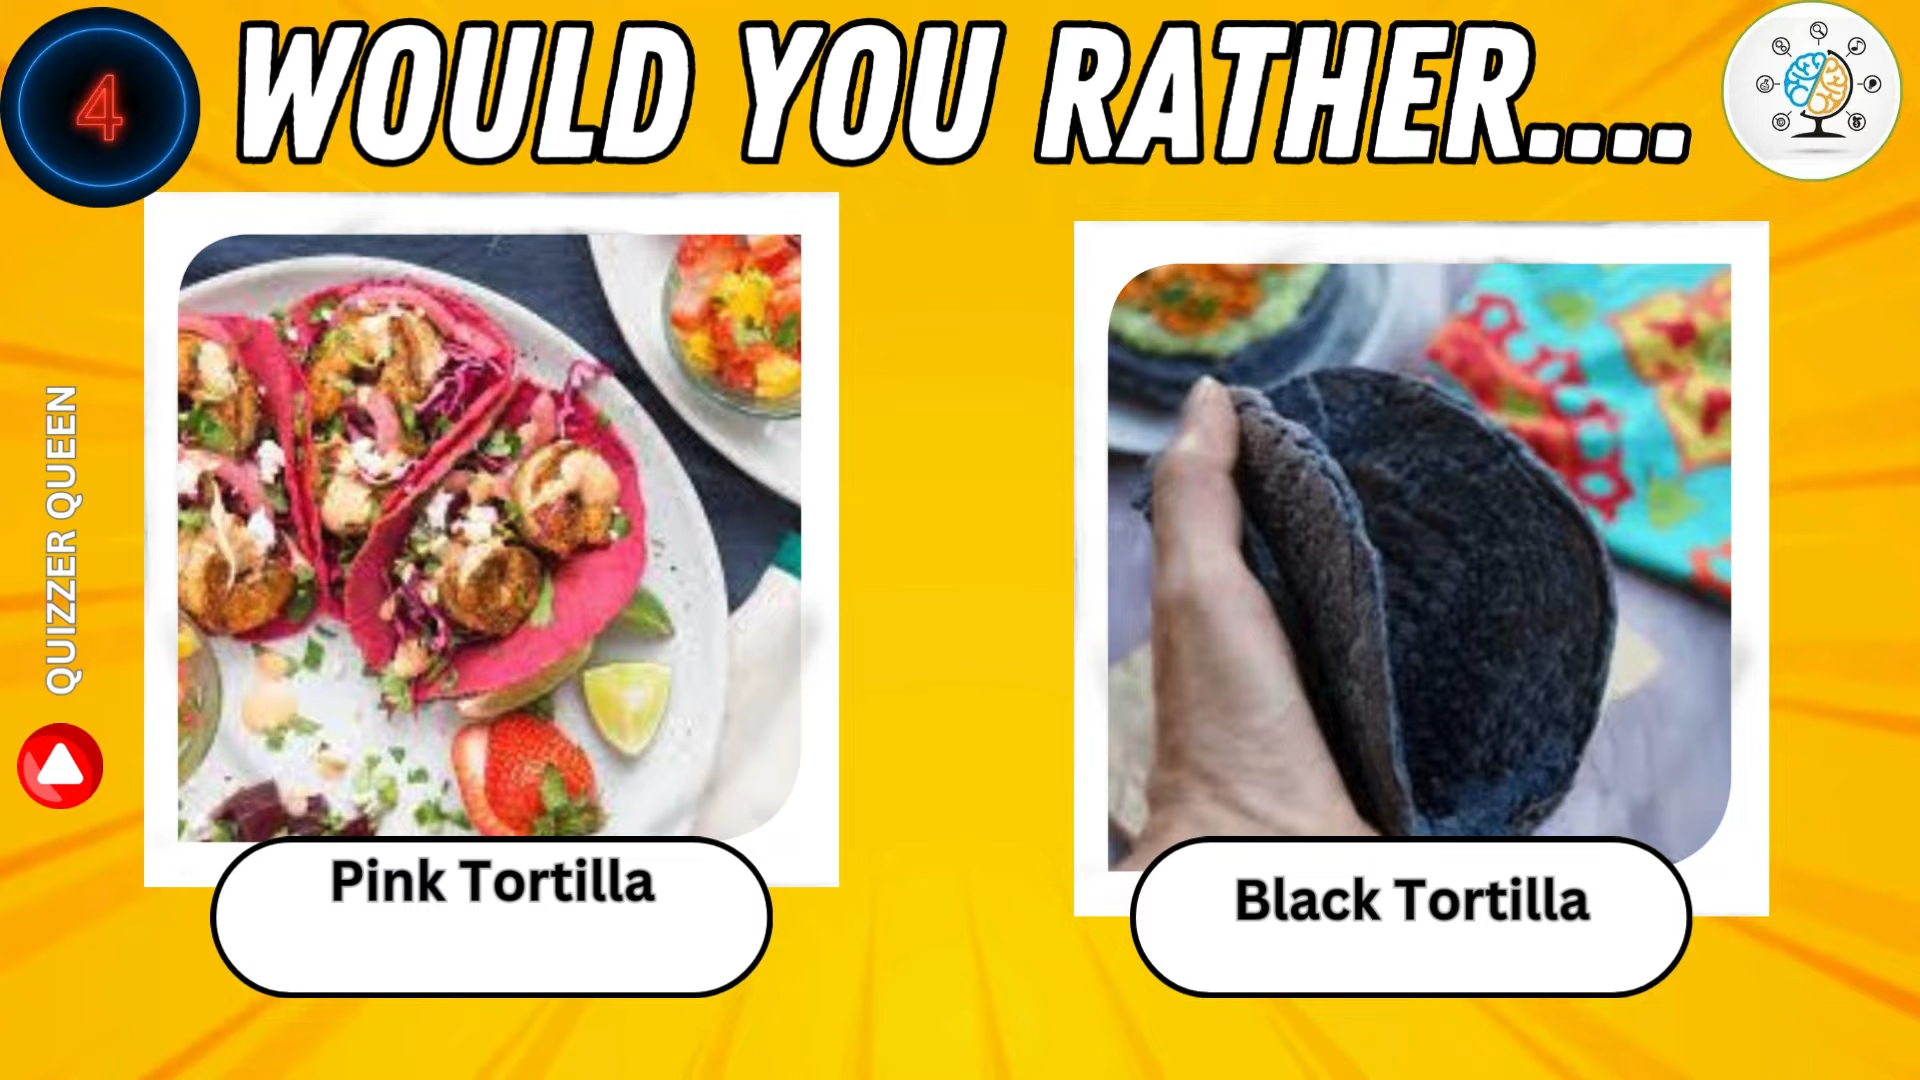 4
WOULD YOU RATHER....
QUIZZER QUEEN
Pink Tortilla
Black Tortilla